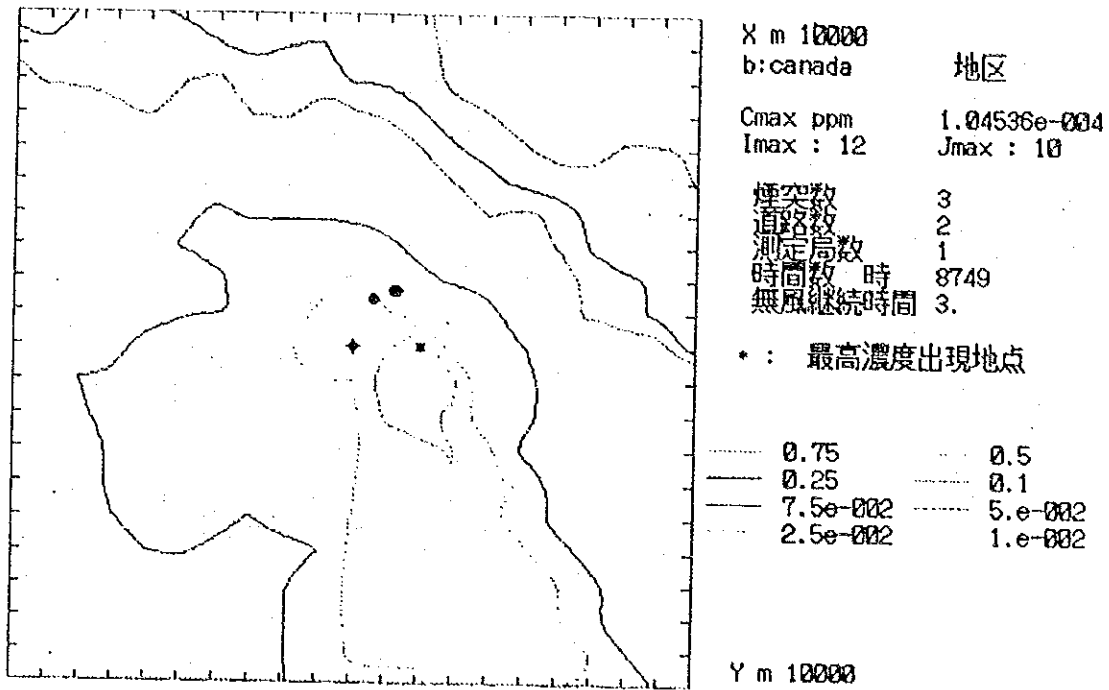 X m 10000
b:canada 地区
Cmax ppm 1.04536e-004
Imax : 12 Jmax : 10
煙突数 3
道路数 2
測定局数 1
時間数 時 8749
無風継続時間 3.
* : 最高濃度出現地点
0.75 0.5
0.25 0.1
7.5e-002 5.e-002
2.5e-002 1.e-002
Y m 10000